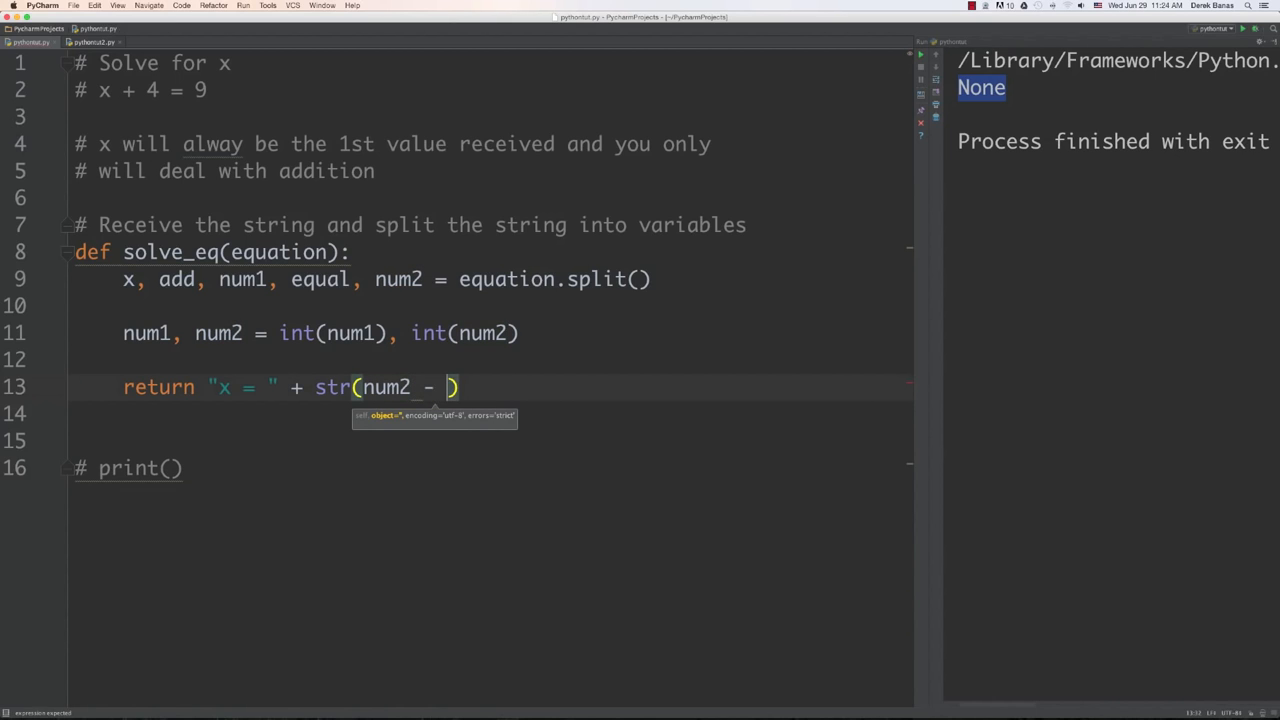 PyCharm File Edit View Navigate Code Refactor Run Tools VCS Window Help 10 Wed Jun 29 11:24 AM Derek Banas
pythontut.py - PycharmProjects - [~/PycharmProjects]
PycharmProjects pythontut.py pythontut
pythontut.py pythontut2.py Run pythontut
1 # Solve for x
2 # x + 4 = 9
3
4 # x will alway be the 1st value received and you only
5 # will deal with addition
6
7 # Receive the string and split the string into variables
8 def solve_eq(equation):
9 x, add, num1, equal, num2 = equation.split()
10
11 num1, num2 = int(num1), int(num2)
12
13 return "x = " + str(num2 - )
self, object='', encoding='utf-8', errors='strict'
14
15
16 # print()
/Library/Frameworks/Python.
None
Process finished with exit
expression expected 13:32 LF÷ UTF-8÷